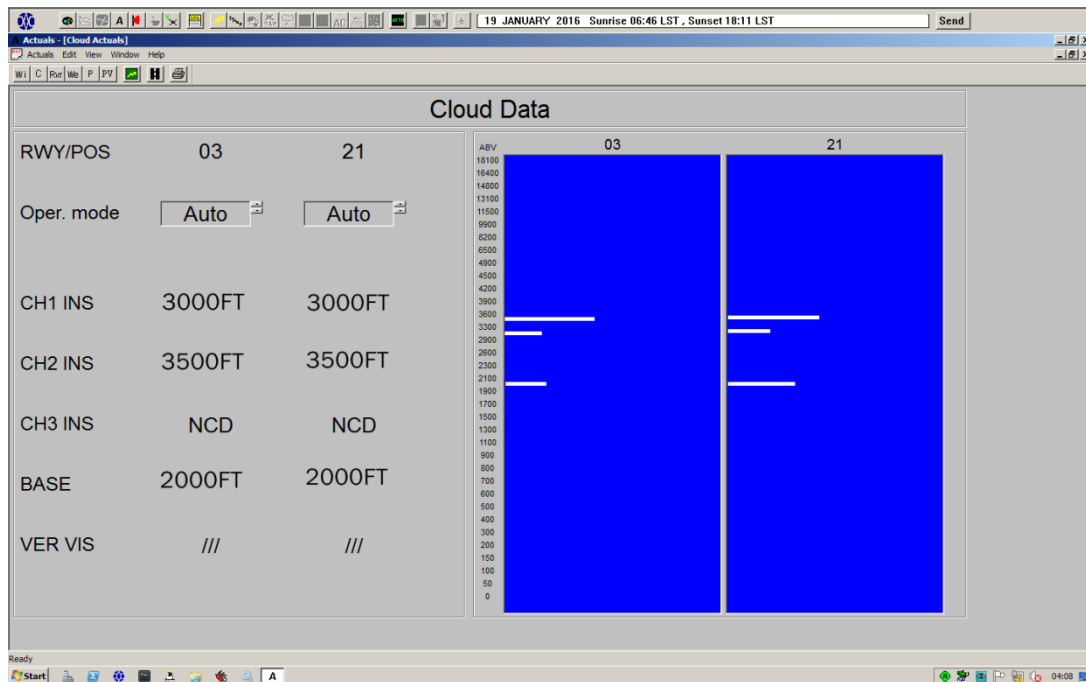 19 JANUARY 2016 Sunrise 06:46 LST , Sunset 18:11 LST Send
Actuals - [Cloud Actuals]
Actuals Edit View Window Help
Wi C Rvr We P PV
Cloud Data
RWY/POS 03 21
Oper. mode Auto Auto
CH1 INS 3000FT 3000FT
CH2 INS 3500FT 3500FT
CH3 INS NCD NCD
BASE 2000FT 2000FT
VER VIS /// ///
03 21
ABV
18100
16400
14800
13100
11500
9900
8200
6500
4900
4500
4200
3900
3600
3300
2900
2600
2300
2100
1900
1700
1500
1300
1100
900
800
700
600
500
400
300
200
150
100
50
0
Ready
Start A 04:08